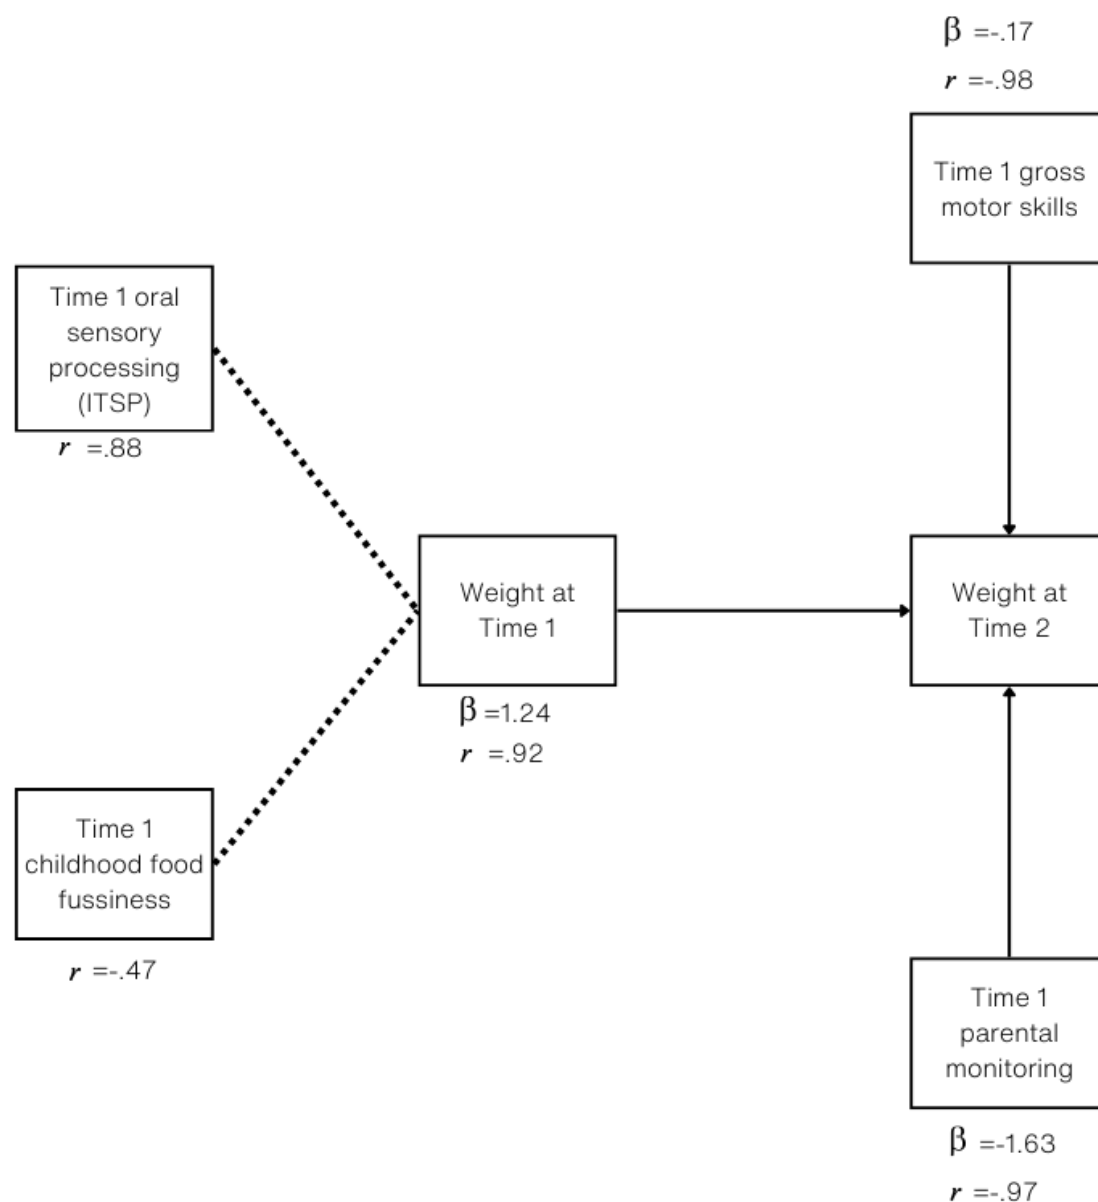 β =-.17
r =-.98
Time 1 gross
motor skills
Time 1 oral
sensory
processing
(ITSP)
r =.88
Weight at
Time 1
β =1.24
r =.92
Weight at
Time 2
Time 1
childhood food
fussiness
r =-.47
Time 1
parental
monitoring
β =-1.63
r =-.97